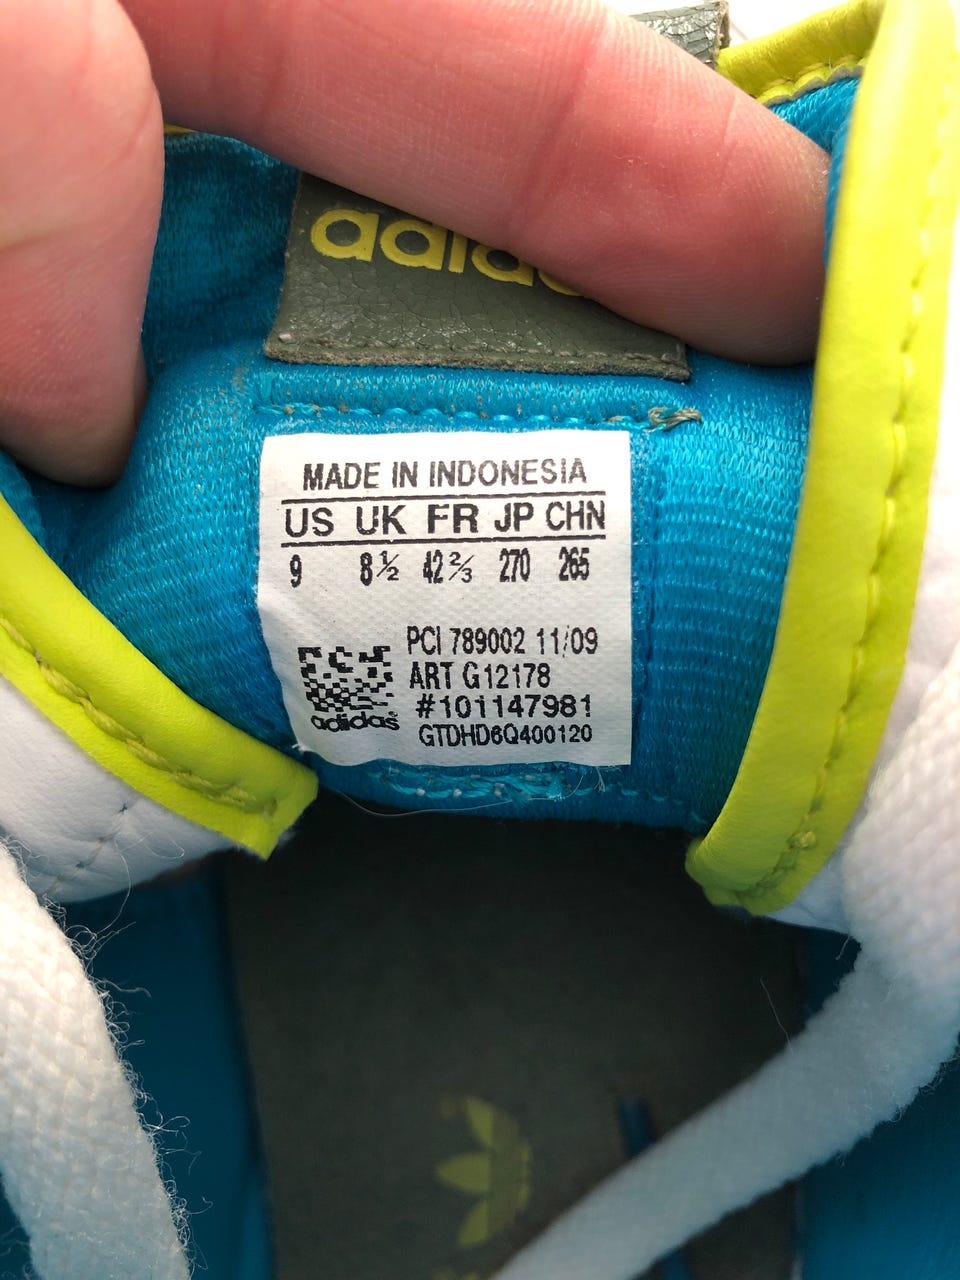 adidas
MADE IN INDONESIA
US UK FR JP CHN
9 8½ 42⅔ 270 265
PCI 789002 11/09
ART G12178
#101147981
adidas
GTDHD6Q400120